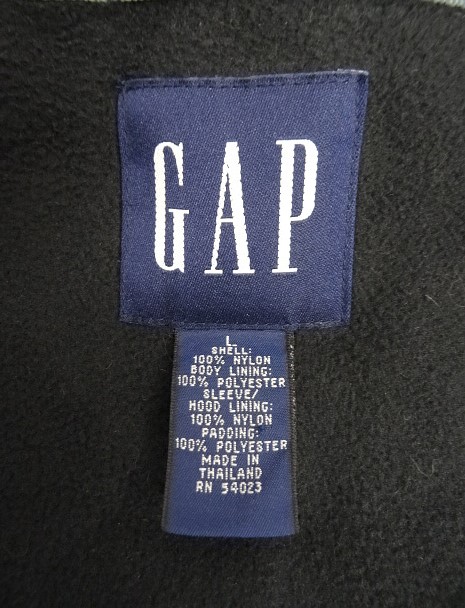 GAP
L
SHELL:
100% NYLON
BODY LINING:
100% POLYESTER
SLEEVE/
HOOD LINING:
100% NYLON
PADDING:
100% POLYESTER
MADE IN
THAILAND
RN 54023